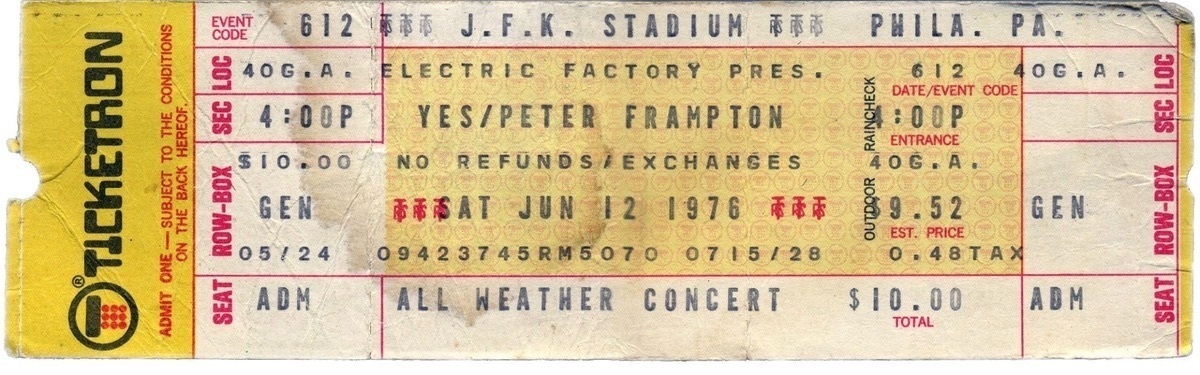 ® TICKETRON
ADMIT ONE — SUBJECT TO THE CONDITIONS
ON THE BACK HEREOF.
EVENT CODE 612 J.F.K. STADIUM PHILA. PA.
LOC 40G.A. ELECTRIC FACTORY PRES. 612 40G.A. LOC
DATE/EVENT CODE
SEC 4:00P YES/PETER FRAMPTON 4:00P SEC
ENTRANCE
$10.00 NO REFUNDS/EXCHANGES 40G.A.
OUTDOOR RAINCHECK
ROW-BOX GEN SAT JUN 12 1976 9.52 GEN ROW-BOX
EST. PRICE
05/24 09423745RM5070 0715/28 0.48TAX
SEAT ADM ALL WEATHER CONCERT $10.00 ADM SEAT
TOTAL